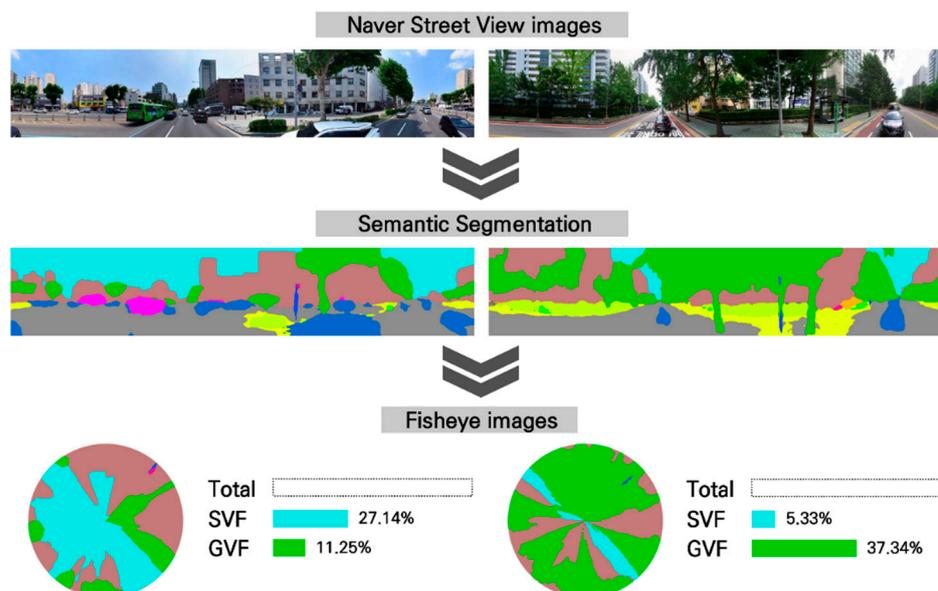 Naver Street View images
Semantic Segmentation
Fisheye images
Total
SVF 27.14%
GVF 11.25%
Total
SVF 5.33%
GVF 37.34%